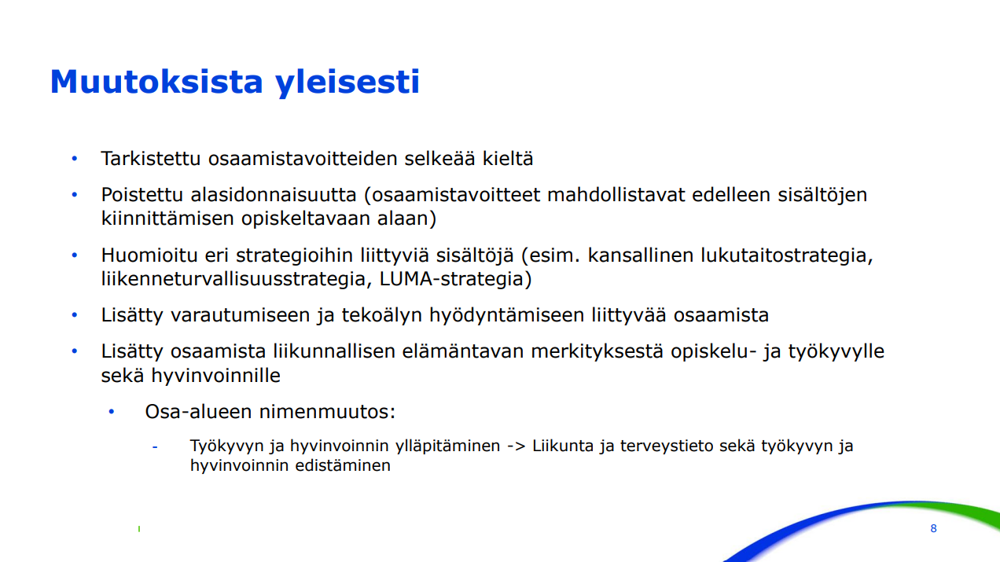 Muutoksista yleisesti
• Tarkistettu osaamistavoitteiden selkeää kieltä
• Poistettu alasidonnaisuutta (osaamistavoitteet mahdollistavat edelleen sisältöjen
kiinnittämisen opiskeltavaan alaan)
• Huomioitu eri strategioihin liittyviä sisältöjä (esim. kansallinen lukutaitostrategia,
liikenneturvallisuusstrategia, LUMA-strategia)
• Lisätty varautumiseen ja tekoälyn hyödyntämiseen liittyvää osaamista
• Lisätty osaamista liikunnallisen elämäntavan merkityksestä opiskelu- ja työkyvylle
sekä hyvinvoinnille
• Osa-alueen nimenmuutos:
- Työkyvyn ja hyvinvoinnin ylläpitäminen -> Liikunta ja terveystieto sekä työkyvyn ja
hyvinvoinnin edistäminen
8